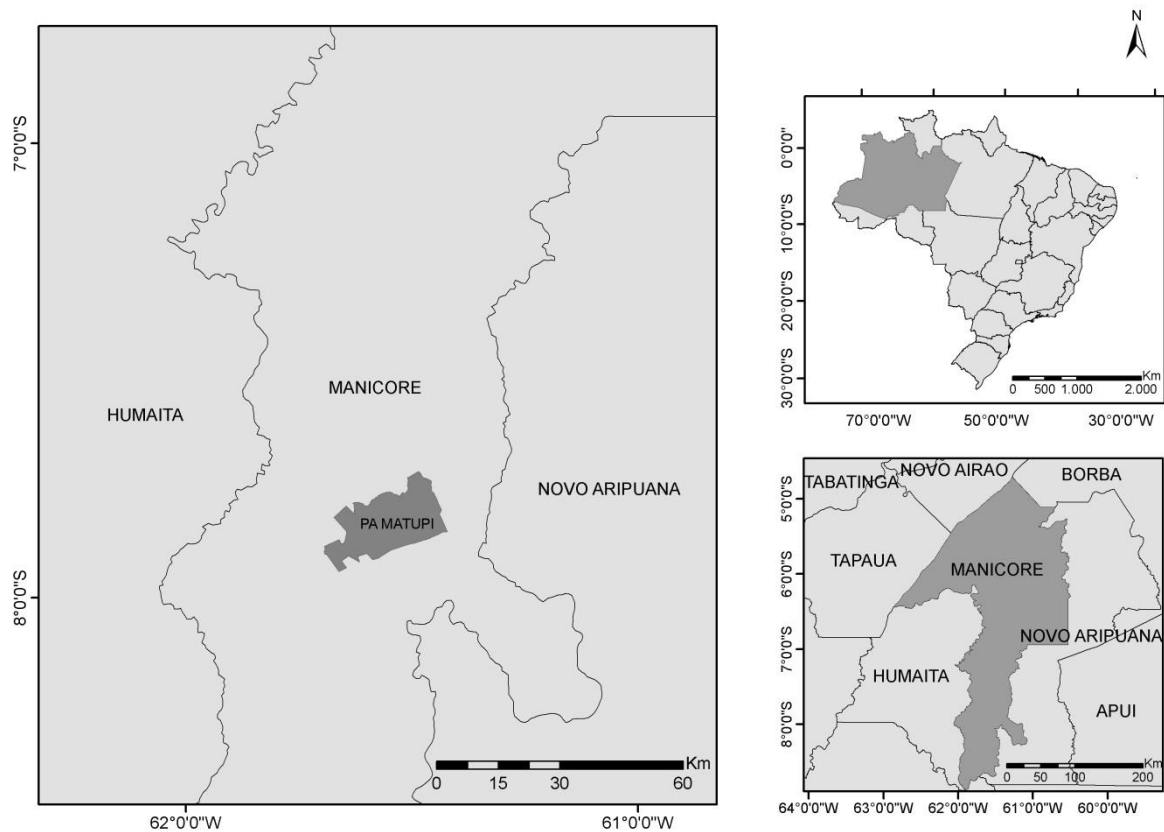 7°0'0"S
8°0'0"S
HUMAITA
MANICORE
NOVO ARIPUANA
PA MATUPI
Km
0 15 30 60
62°0'0"W 61°0'0"W
N
0°0'0"S
10°0'0"S
20°0'0"S
30°0'0"S
Km
0 500 1.000 2.000
70°0'0"W 50°0'0"W 30°0'0"W
NOVO AIRAO
BORBA
TABATINGA
TAPAUA
MANICORE
NOVO ARIPUANA
HUMAITA
APUI
5°0'0"S
6°0'0"S
7°0'0"S
8°0'0"S
Km
0 50 100 200
64°0'0"W 63°0'0"W 62°0'0"W 61°0'0"W 60°0'0"W